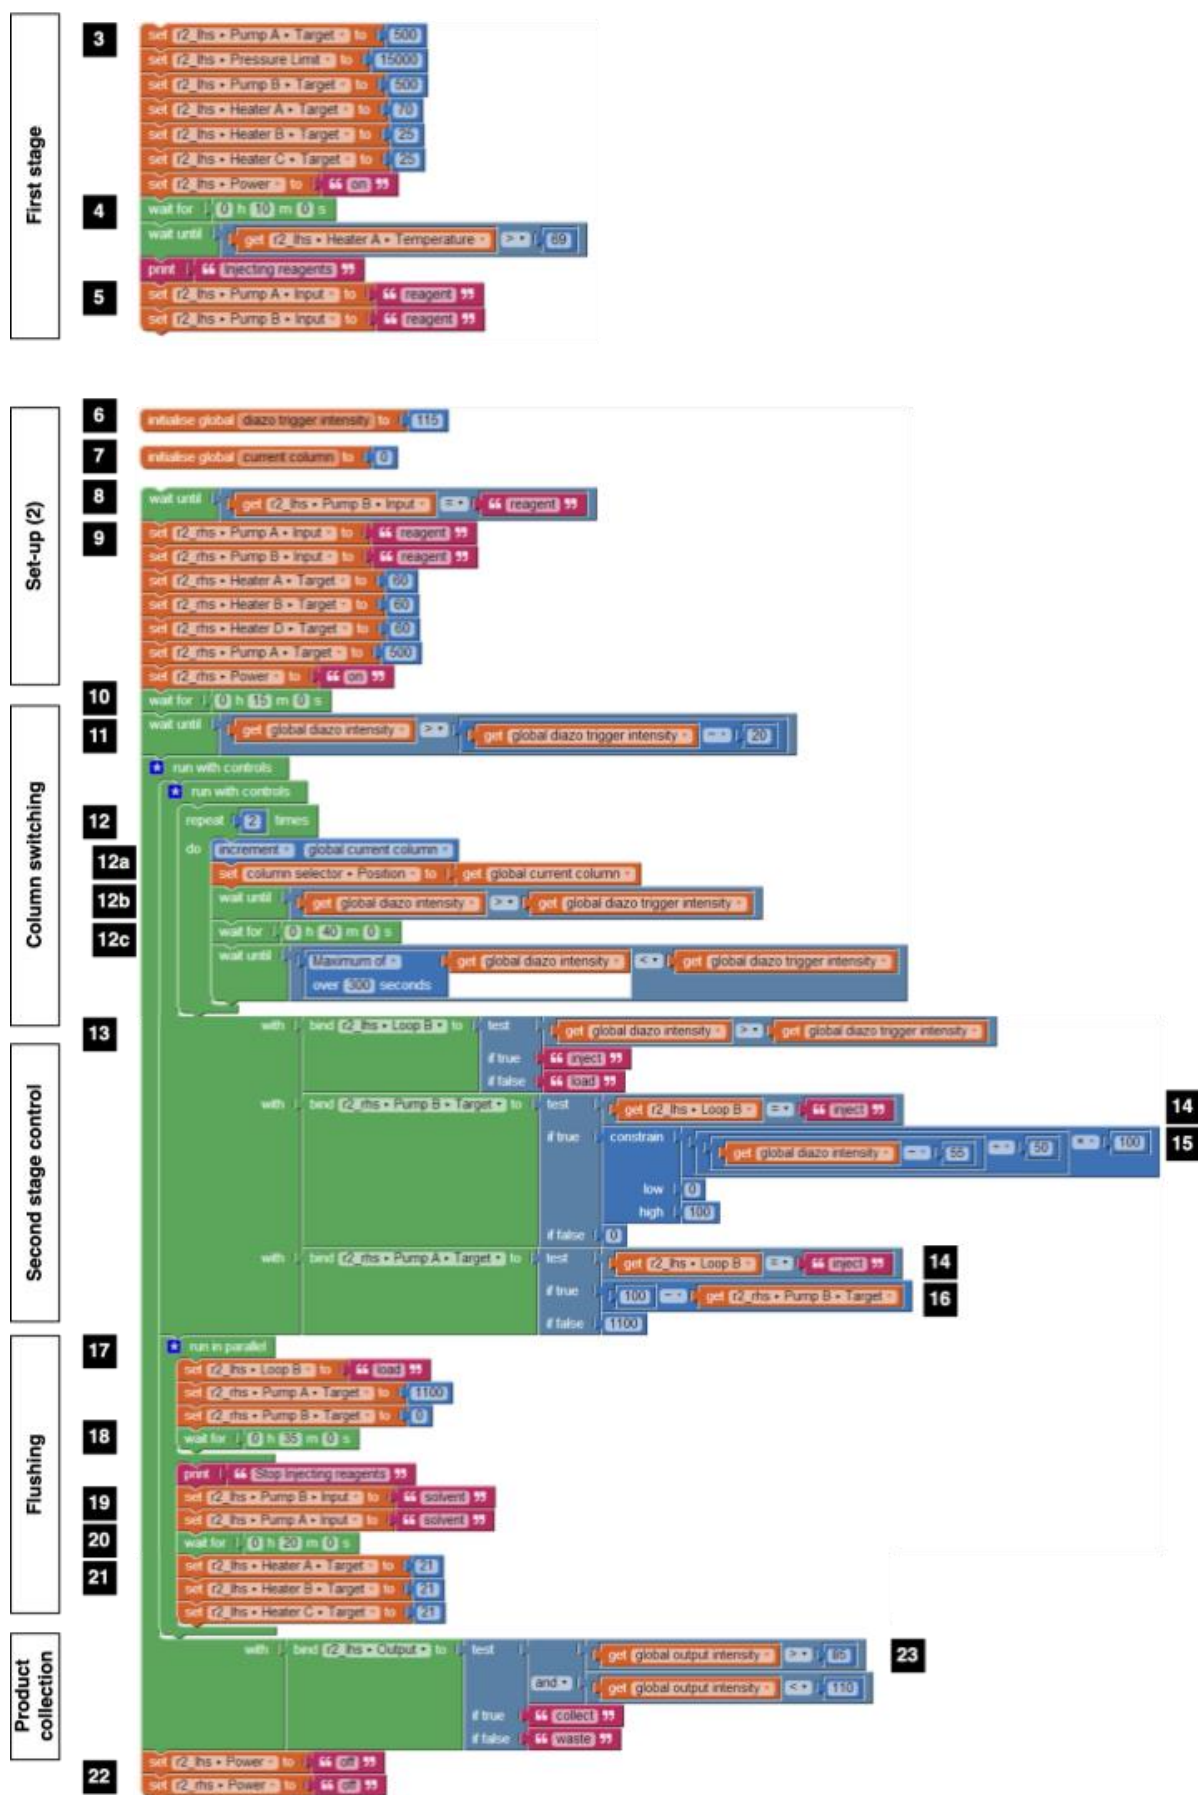 First stage
3
set r2_lhs • Pump A • Target to 500
set r2_lhs • Pressure Limit to 15000
set r2_lhs • Pump B • Target to 500
set r2_lhs • Heater A • Target to 70
set r2_lhs • Heater B • Target to 25
set r2_lhs • Heater C • Target to 25
set r2_lhs • Power to “ on ”
4
wait for 0 h 10 m 0 s
wait until get r2_lhs • Heater A • Temperature > 69
print “ Injecting reagents ”
5
set r2_lhs • Pump A • Input to “ reagent ”
set r2_lhs • Pump B • Input to “ reagent ”
Set-up (2)
6
initialise global diazo trigger intensity to 115
7
initialise global current column to 0
8
wait until get r2_lhs • Pump B • Input = “ reagent ”
9
set r2_rhs • Pump A • Input to “ reagent ”
set r2_rhs • Pump B • Input to “ reagent ”
set r2_rhs • Heater A • Target to 60
set r2_rhs • Heater B • Target to 60
set r2_rhs • Heater D • Target to 60
set r2_rhs • Pump A • Target to 500
set r2_rhs • Power to “ on ”
10
wait for 0 h 15 m 0 s
Column switching
11
wait until get global diazo intensity > get global diazo trigger intensity - 20
run with controls
run with controls
12
repeat 2 times
do increment global current column
12a
set column selector • Position to get global current column
12b
wait until get global diazo intensity > get global diazo trigger intensity
12c
wait for 0 h 40 m 0 s
wait until Maximum of get global diazo intensity < get global diazo trigger intensity
over 300 seconds
13
with bind r2_lhs • Loop B to test get global diazo intensity > get global diazo trigger intensity
if true “ inject ”
if false “ load ”
Second stage control
with bind r2_rhs • Pump B • Target to test get r2_lhs • Loop B = “ inject ” 14
if true constrain get global diazo intensity - 55 ÷ 50 × 100 15
low 0
high 100
if false 0
with bind r2_rhs • Pump A • Target to test get r2_lhs • Loop B = “ inject ” 14
if true 100 - get r2_rhs • Pump B • Target 16
if false 1100
Flushing
17
run in parallel
set r2_lhs • Loop B to “ load ”
set r2_rhs • Pump A • Target to 1100
set r2_rhs • Pump B • Target to 0
18
wait for 0 h 35 m 0 s
print “ Stop Injecting reagents ”
19
set r2_lhs • Pump B • Input to “ solvent ”
set r2_lhs • Pump A • Input to “ solvent ”
20
wait for 0 h 20 m 0 s
21
set r2_lhs • Heater A • Target to 21
set r2_lhs • Heater B • Target to 21
set r2_lhs • Heater C • Target to 21
Product
collection
with bind r2_lhs • Output to test get global output intensity > 85 23
and get global output intensity < 110
if true “ collect ”
if false “ waste ”
22
set r2_lhs • Power to “ off ”
set r2_rhs • Power to “ off ”